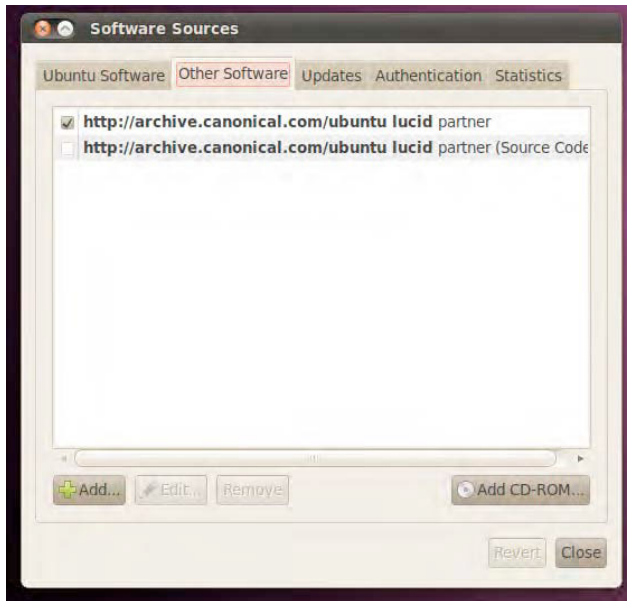 Software Sources
Ubuntu Software Other Software Updates Authentication Statistics
http://archive.canonical.com/ubuntu lucid partner
http://archive.canonical.com/ubuntu lucid partner (Source Code
Add... Edit... Remove Add CD-ROM...
Revert Close